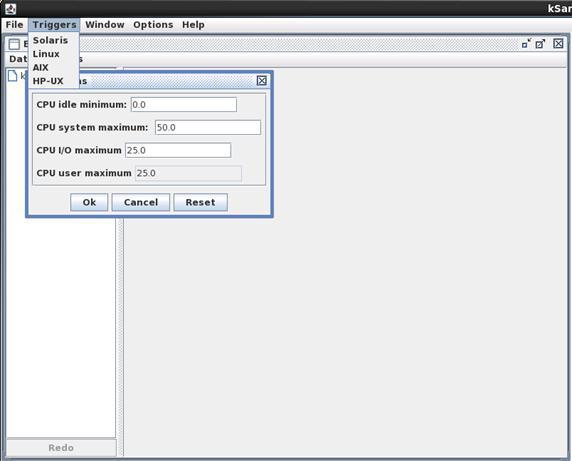 kSar
File Triggers Window Options Help
Solaris
Linux
AIX
HP-UX
CPU idle minimum: 0.0
CPU system maximum: 50.0
CPU I/O maximum 25.0
CPU user maximum 25.0
Ok Cancel Reset
Redo